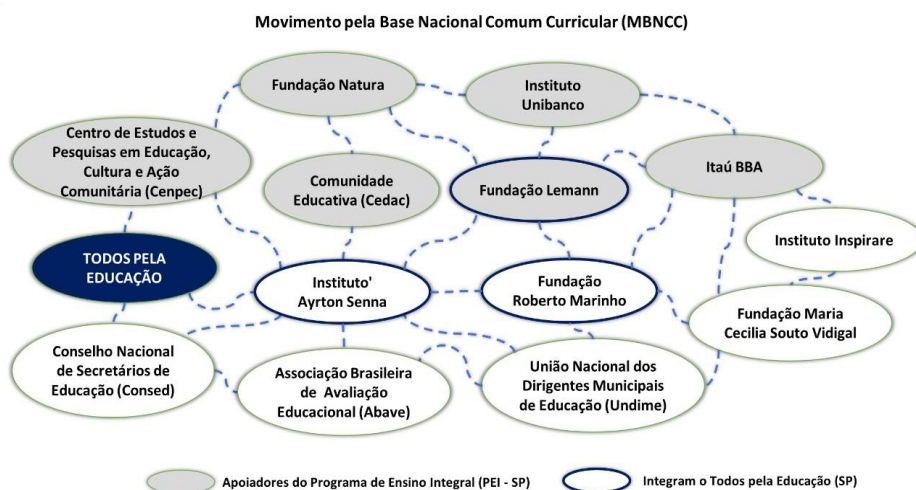 Movimento pela Base Nacional Comum Curricular (MBNCC)
Fundação Natura
Instituto
Unibanco
Centro de Estudos e
Pesquisas em Educação,
Cultura e Ação
Comunitária (Cenpec)
Comunidade
Educativa (Cedac)
Fundação Lemann
Itaú BBA
Instituto Inspirare
TODOS PELA
EDUCAÇÃO
Instituto'
Ayrton Senna
Fundação
Roberto Marinho
Fundação Maria
Cecilia Souto Vidigal
Conselho Nacional
de Secretários de
Educação (Consed)
Associação Brasileira
de Avaliação
Educacional (Abave)
União Nacional dos
Dirigentes Municipais
de Educação (Undime)
Apoiadores do Programa de Ensino Integral (PEI - SP)
Integram o Todos pela Educação (SP)